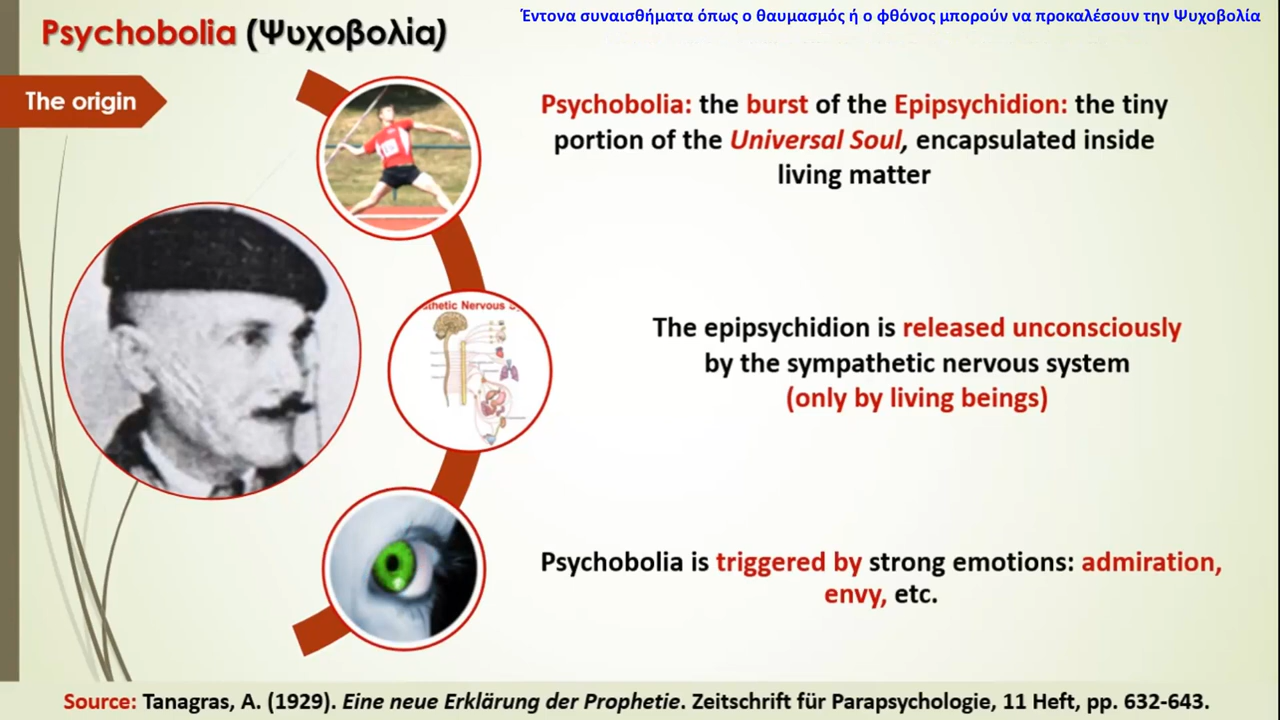 Psychobolia (Ψυχοβολία)
Έντονα συναισθήματα όπως ο θαυμασμός ή ο φθόνος μπορούν να προκαλέσουν την Ψυχοβολία
The origin
Psychobolia: the burst of the Epipsychidion: the tiny
portion of the Universal Soul, encapsulated inside
living matter
thetic Nervous
The epipsychidion is released unconsciously
by the sympathetic nervous system
(only by living beings)
Psychobolia is triggered by strong emotions: admiration,
envy, etc.
Source: Tanagras, A. (1929). Eine neue Erklärung der Prophetie. Zeitschrift für Parapsychologie, 11 Heft, pp. 632-643.